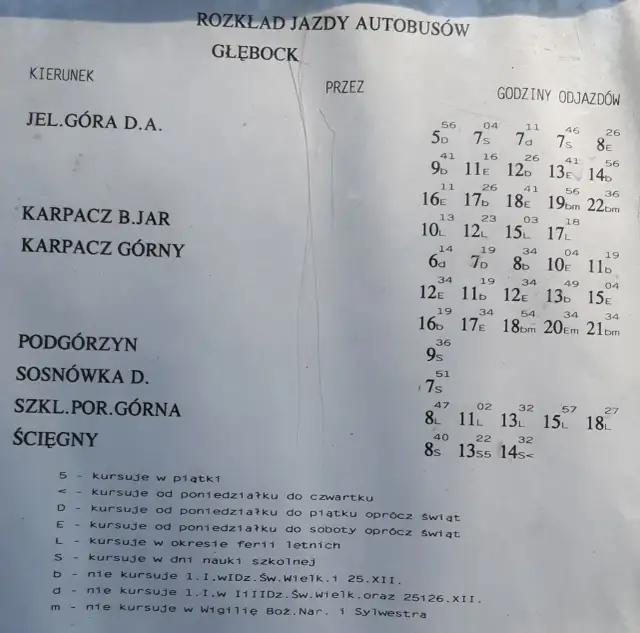 ROZKŁAD JAZDY AUTOBUSÓW
GŁĘBOCK
KIERUNEK PRZEZ GODZINY ODJAZDÓW
JEL.GÓRA D.A. 5 56 D 7 04 S 7 11 d 7 46 S 8 26 E
9 41 b 11 16 E 12 26 b 13 41 E 14 56 b
16 11 E 17 26 b 18 41 E 19 56 bm 22 36 bm
KARPACZ B.JAR 10 13 L 12 23 L 15 03 L 17 18 L
KARPACZ GÓRNY 6 14 d 7 19 D 8 34 b 10 04 E 11 19 b
12 34 E 11 19 b 12 34 E 13 49 b 15 04 E
16 19 b 17 34 E 18 54 bm 20 34 Em 21 34 bm
PODGÓRZYN 9 36 S
SOSNÓWKA D. 7 51 S
SZKL.POR.GÓRNA 8 47 L 11 02 L 13 32 L 15 57 L 18 27 L
ŚCIĘGNY 8 40 S 13 22 S5 14 32 S<
5 - kursuje w piątki
< - kursuje od poniedziałku do czwartku
D - kursuje od poniedziałku do piątku oprócz świąt
E - kursuje od poniedziałku do soboty oprócz świąt
L - kursuje w okresie ferii letnich
S - kursuje w dni nauki szkolnej
b - nie kursuje 1.I.wIDz.Św.Wielk.i 25.XII.
d - nie kursuje 1.I.w IiIIDz.Św.Wielk.oraz 25i26.XII.
m - nie kursuje w Wigilię Boż.Nar. i Sylwestra